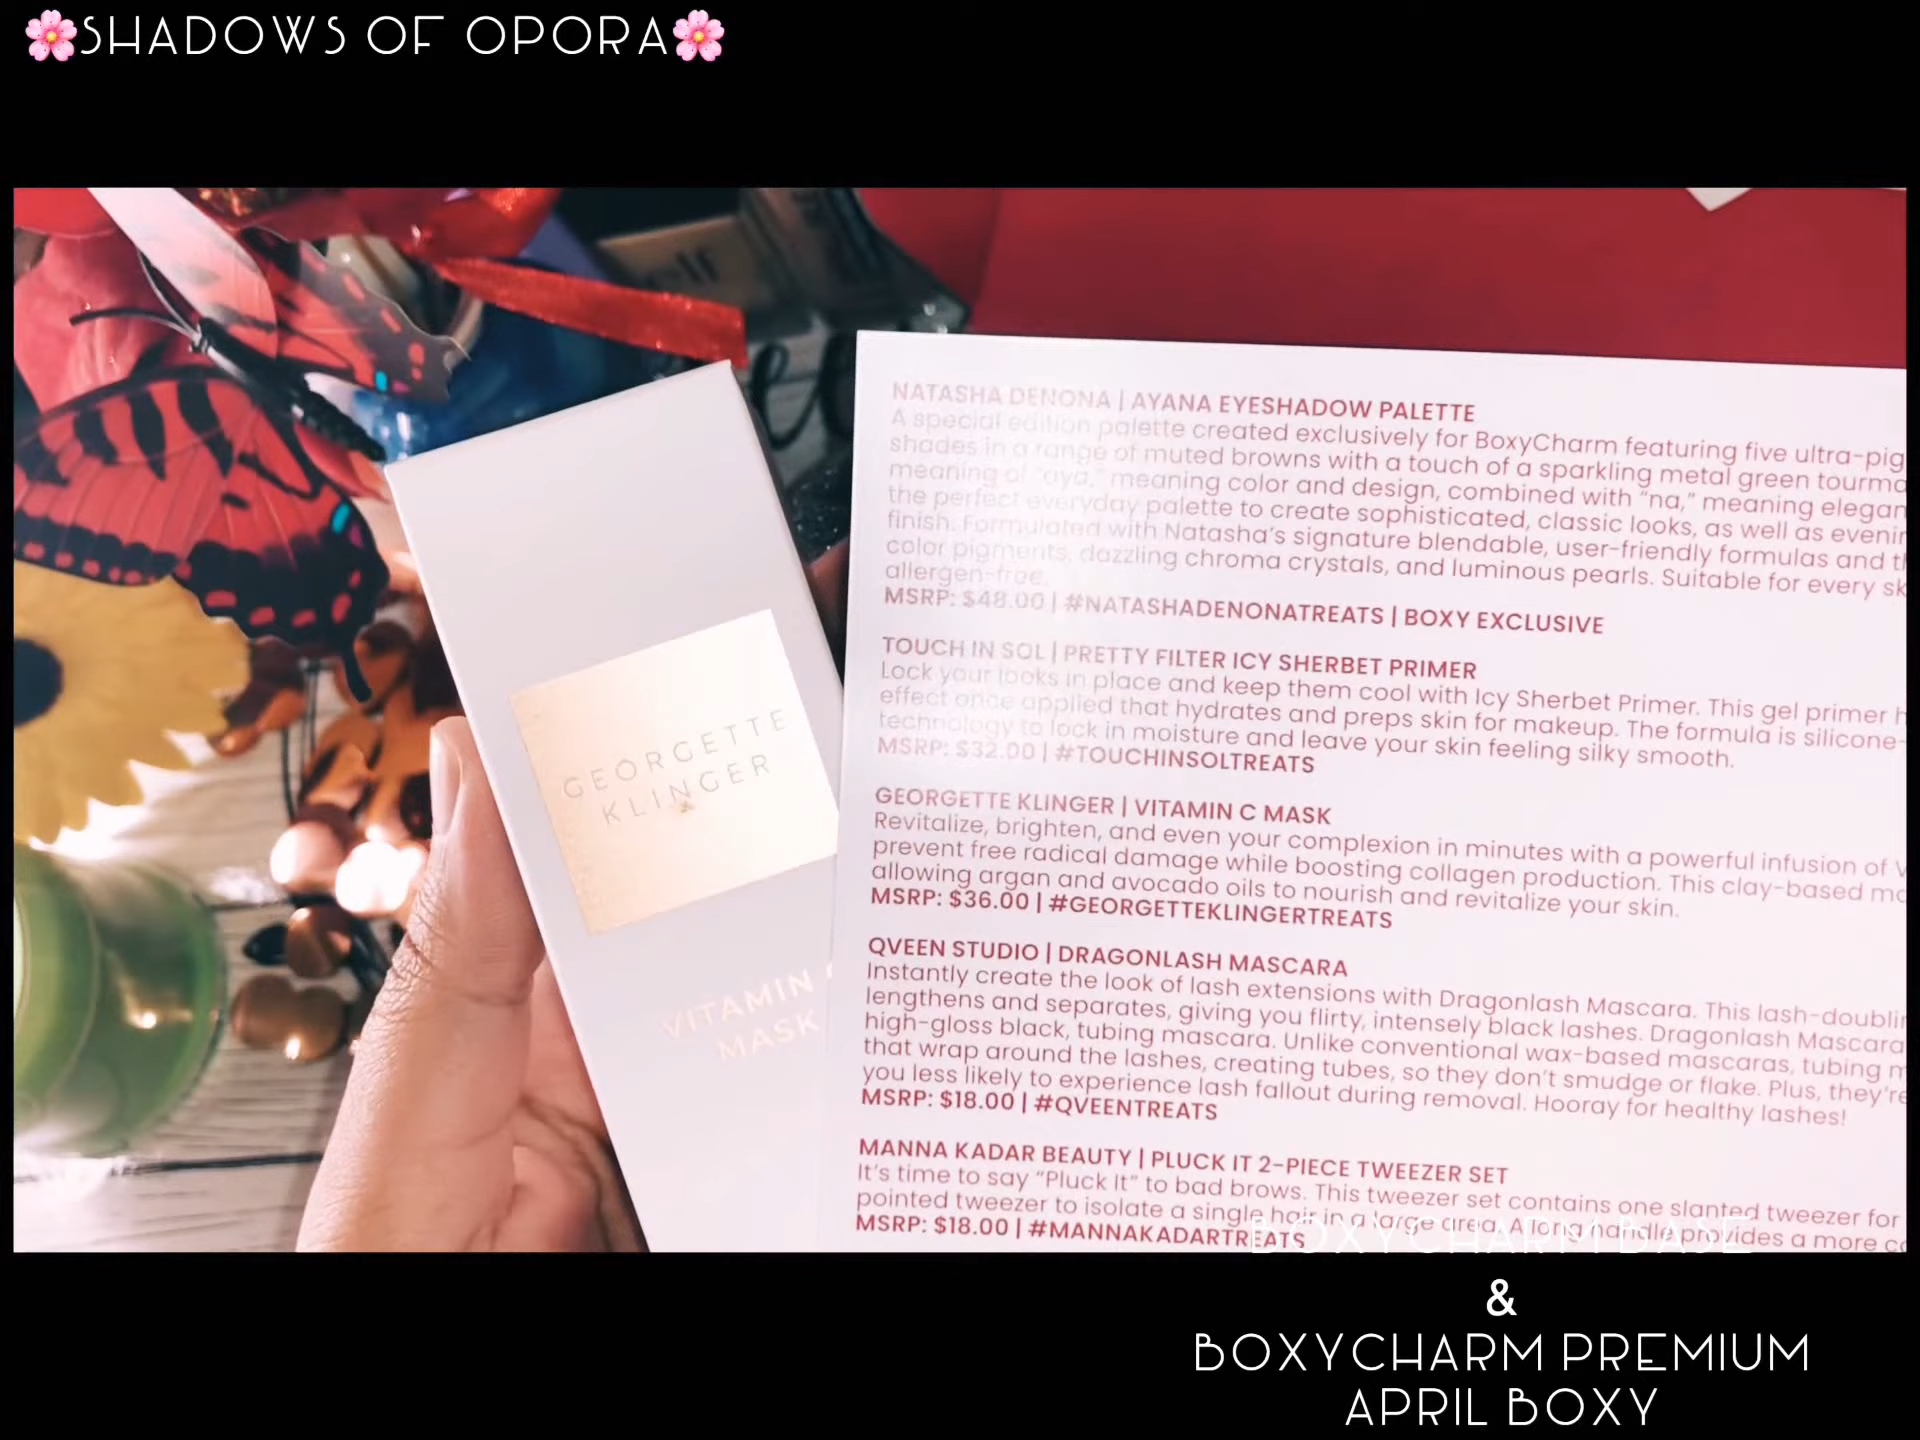 🌸SHADOWS OF OPORA🌸
elf
GEORGETTE
KLINGER
VITAMIN C
MASK
NATASHA DENONA | AYANA EYESHADOW PALETTE
A special edition palette created exclusively for BoxyCharm featuring five ultra-pig
shades in a range of muted browns with a touch of a sparkling metal green tourma
meaning of "aya," meaning color and design, combined with "na," meaning elegan
the perfect everyday palette to create sophisticated, classic looks, as well as evenin
finish. Formulated with Natasha's signature blendable, user-friendly formulas and th
color pigments, dazzling chroma crystals, and luminous pearls. Suitable for every sk
allergen-free.
MSRP: $48.00 | #NATASHADENONATREATS | BOXY EXCLUSIVE
TOUCH IN SOL | PRETTY FILTER ICY SHERBET PRIMER
Lock your looks in place and keep them cool with Icy Sherbet Primer. This gel primer h
effect once applied that hydrates and preps skin for makeup. The formula is silicone-
technology to lock in moisture and leave your skin feeling silky smooth.
MSRP: $32.00 | #TOUCHINSOLTREATS
GEORGETTE KLINGER | VITAMIN C MASK
Revitalize, brighten, and even your complexion in minutes with a powerful infusion of V
prevent free radical damage while boosting collagen production. This clay-based ma
allowing argan and avocado oils to nourish and revitalize your skin.
MSRP: $36.00 | #GEORGETTEKLINGERTREATS
QVEEN STUDIO | DRAGONLASH MASCARA
Instantly create the look of lash extensions with Dragonlash Mascara. This lash-doublin
lengthens and separates, giving you flirty, intensely black lashes. Dragonlash Mascara
high-gloss black, tubing mascara. Unlike conventional wax-based mascaras, tubing m
that wrap around the lashes, creating tubes, so they don't smudge or flake. Plus, they're
you less likely to experience lash fallout during removal. Hooray for healthy lashes!
MSRP: $18.00 | #QVEENTREATS
MANNA KADAR BEAUTY | PLUCK IT 2-PIECE TWEEZER SET
It's time to say "Pluck It" to bad brows. This tweezer set contains one slanted tweezer for
pointed tweezer to isolate a single hair in a large area. A long handle provides a more co
MSRP: $18.00 | #MANNAKADARTREATS
BOXYCHARM BASE
&
BOXYCHARM PREMIUM
APRIL BOXY